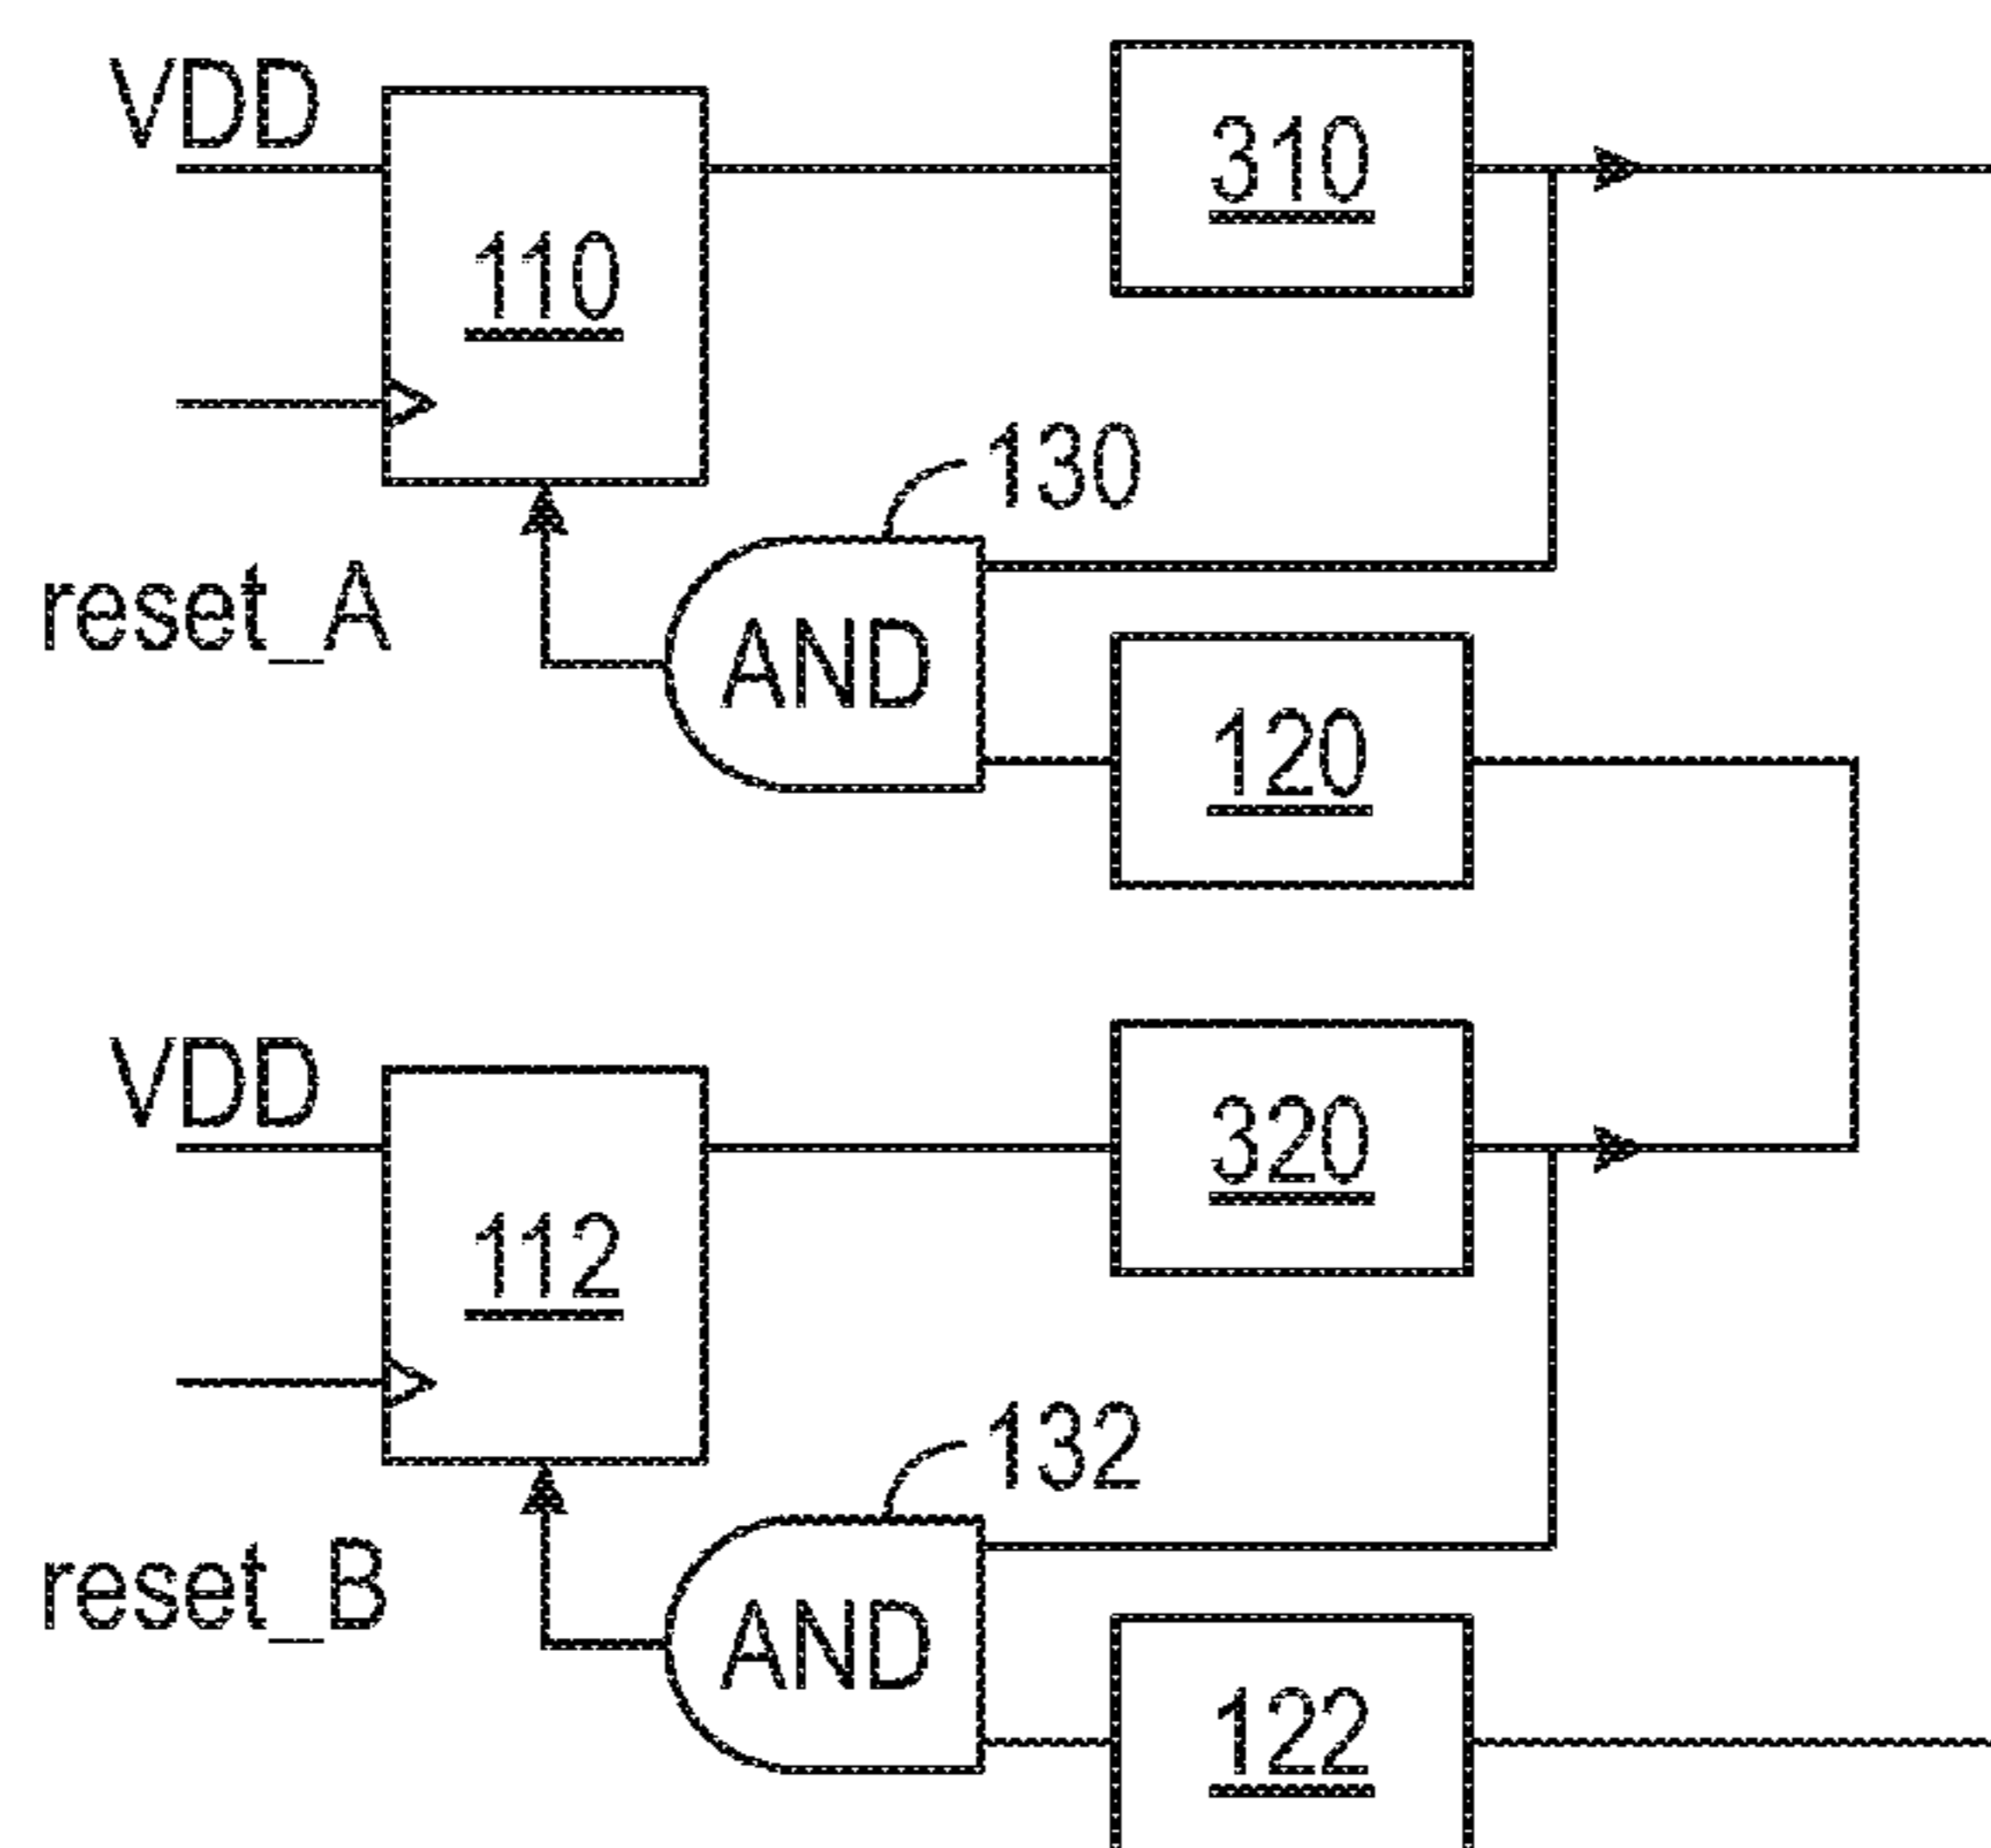 VDD
310
110
130
reset_A
AND
120
VDD
320
112
132
reset_B
AND
122